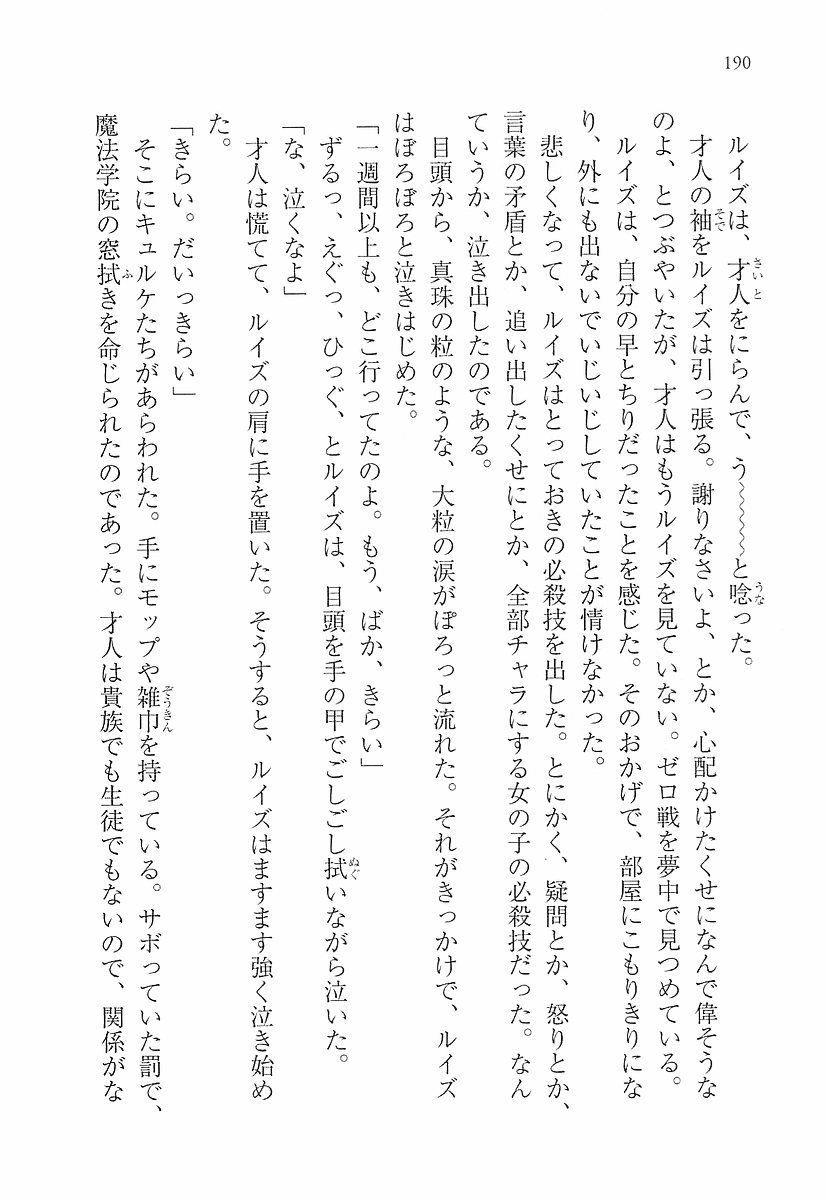 190
ルイズは、才人をにらんで、う～～～～と唸った。
才人の袖をルイズは引っ張る。謝りなさいよ、とか、心配かけたくせになんで偉そうな
のよ、とつぶやいたが、才人はもうルイズを見ていない。ゼロ戦を夢中で見つめている。
ルイズは、自分の早とちりだったことを感じた。そのおかげで、部屋にこもりきりにな
り、外にも出ないでいじいじしていたことが情けなかった。
悲しくなって、ルイズはとっておきの必殺技を出した。とにかく、疑問とか、怒りとか、
言葉の矛盾とか、追い出したくせにとか、全部チャラにする女の子の必殺技だった。なん
ていうか、泣き出したのである。
目頭から、真珠の粒のような、大粒の涙がぽろっと流れた。それがきっかけで、ルイズ
はぼろぼろと泣きはじめた。
「一週間以上も、どこ行ってたのよ。もう、ばか、きらい」
ずるっ、えぐっ、ひっぐ、とルイズは、目頭を手の甲でごしごし拭いながら泣いた。
「な、泣くなよ」
才人は慌てて、ルイズの肩に手を置いた。そうすると、ルイズはますます強く泣き始め
た。
「きらい。だいっきらい」
そこにキュルケたちがあらわれた。手にモップや雑巾を持っている。サボっていた罰で、
魔法学院の窓拭きを命じられたのであった。才人は貴族でも生徒でもないので、関係がな